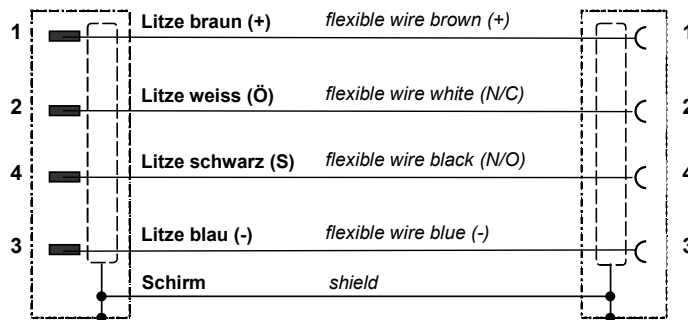 1 Litze braun (+) flexible wire brown (+) 1
2 Litze weiss (Ö) flexible wire white (N/C) 2
4 Litze schwarz (S) flexible wire black (N/O) 4
3 Litze blau (-) flexible wire blue (-) 3
Schirm shield